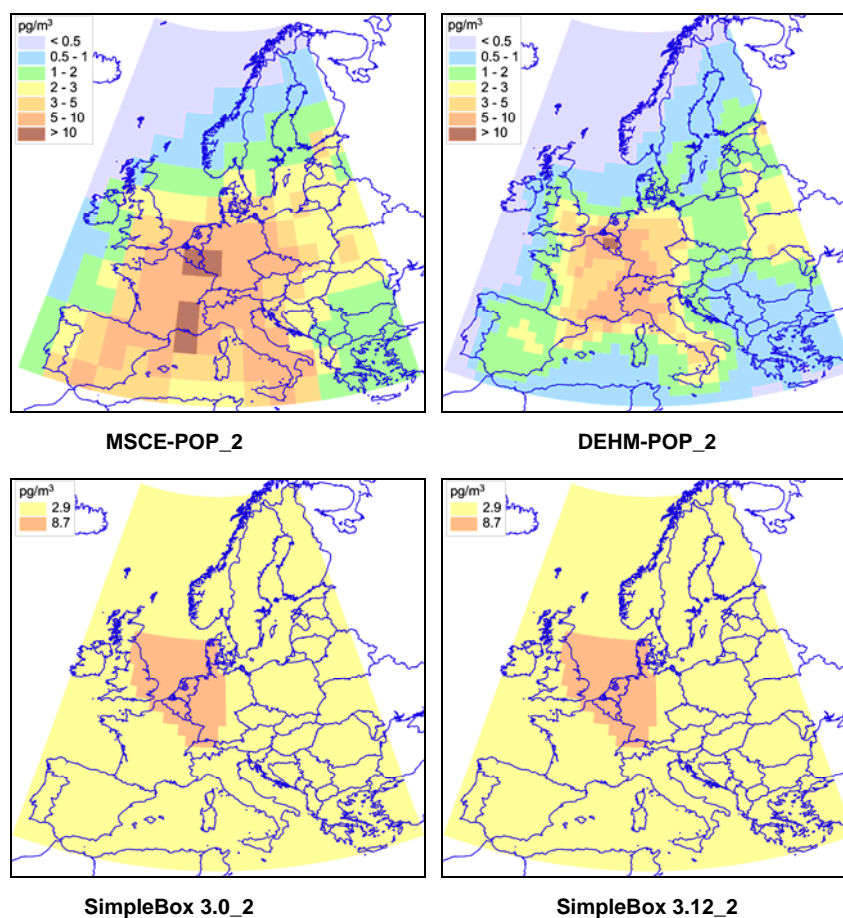 pg/m³
< 0.5
0.5 - 1
1 - 2
2 - 3
3 - 5
5 - 10
> 10
pg/m³
< 0.5
0.5 - 1
1 - 2
2 - 3
3 - 5
5 - 10
> 10
MSCE-POP_2
DEHM-POP_2
pg/m³
2.9
8.7
pg/m³
2.9
8.7
SimpleBox 3.0_2
SimpleBox 3.12_2